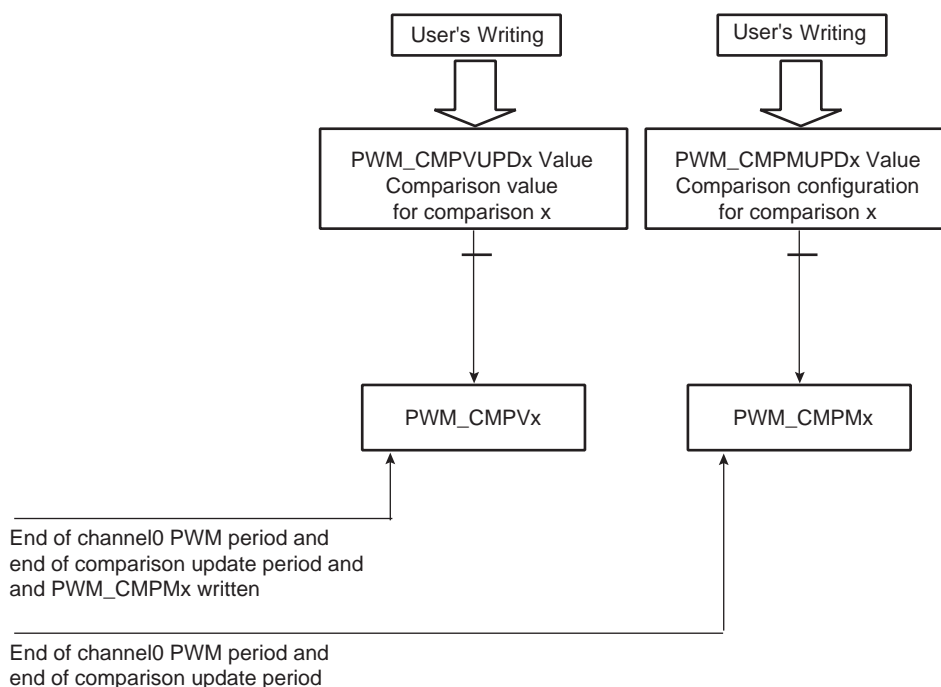 User's Writing
User's Writing
PWM_CMPVUPDx Value
Comparison value
for comparison x
PWM_CMPMUPDx Value
Comparison configuration
for comparison x
PWM_CMPVx
PWM_CMPMx
End of channel0 PWM period and
end of comparison update period and
and PWM_CMPMx written
End of channel0 PWM period and
end of comparison update period